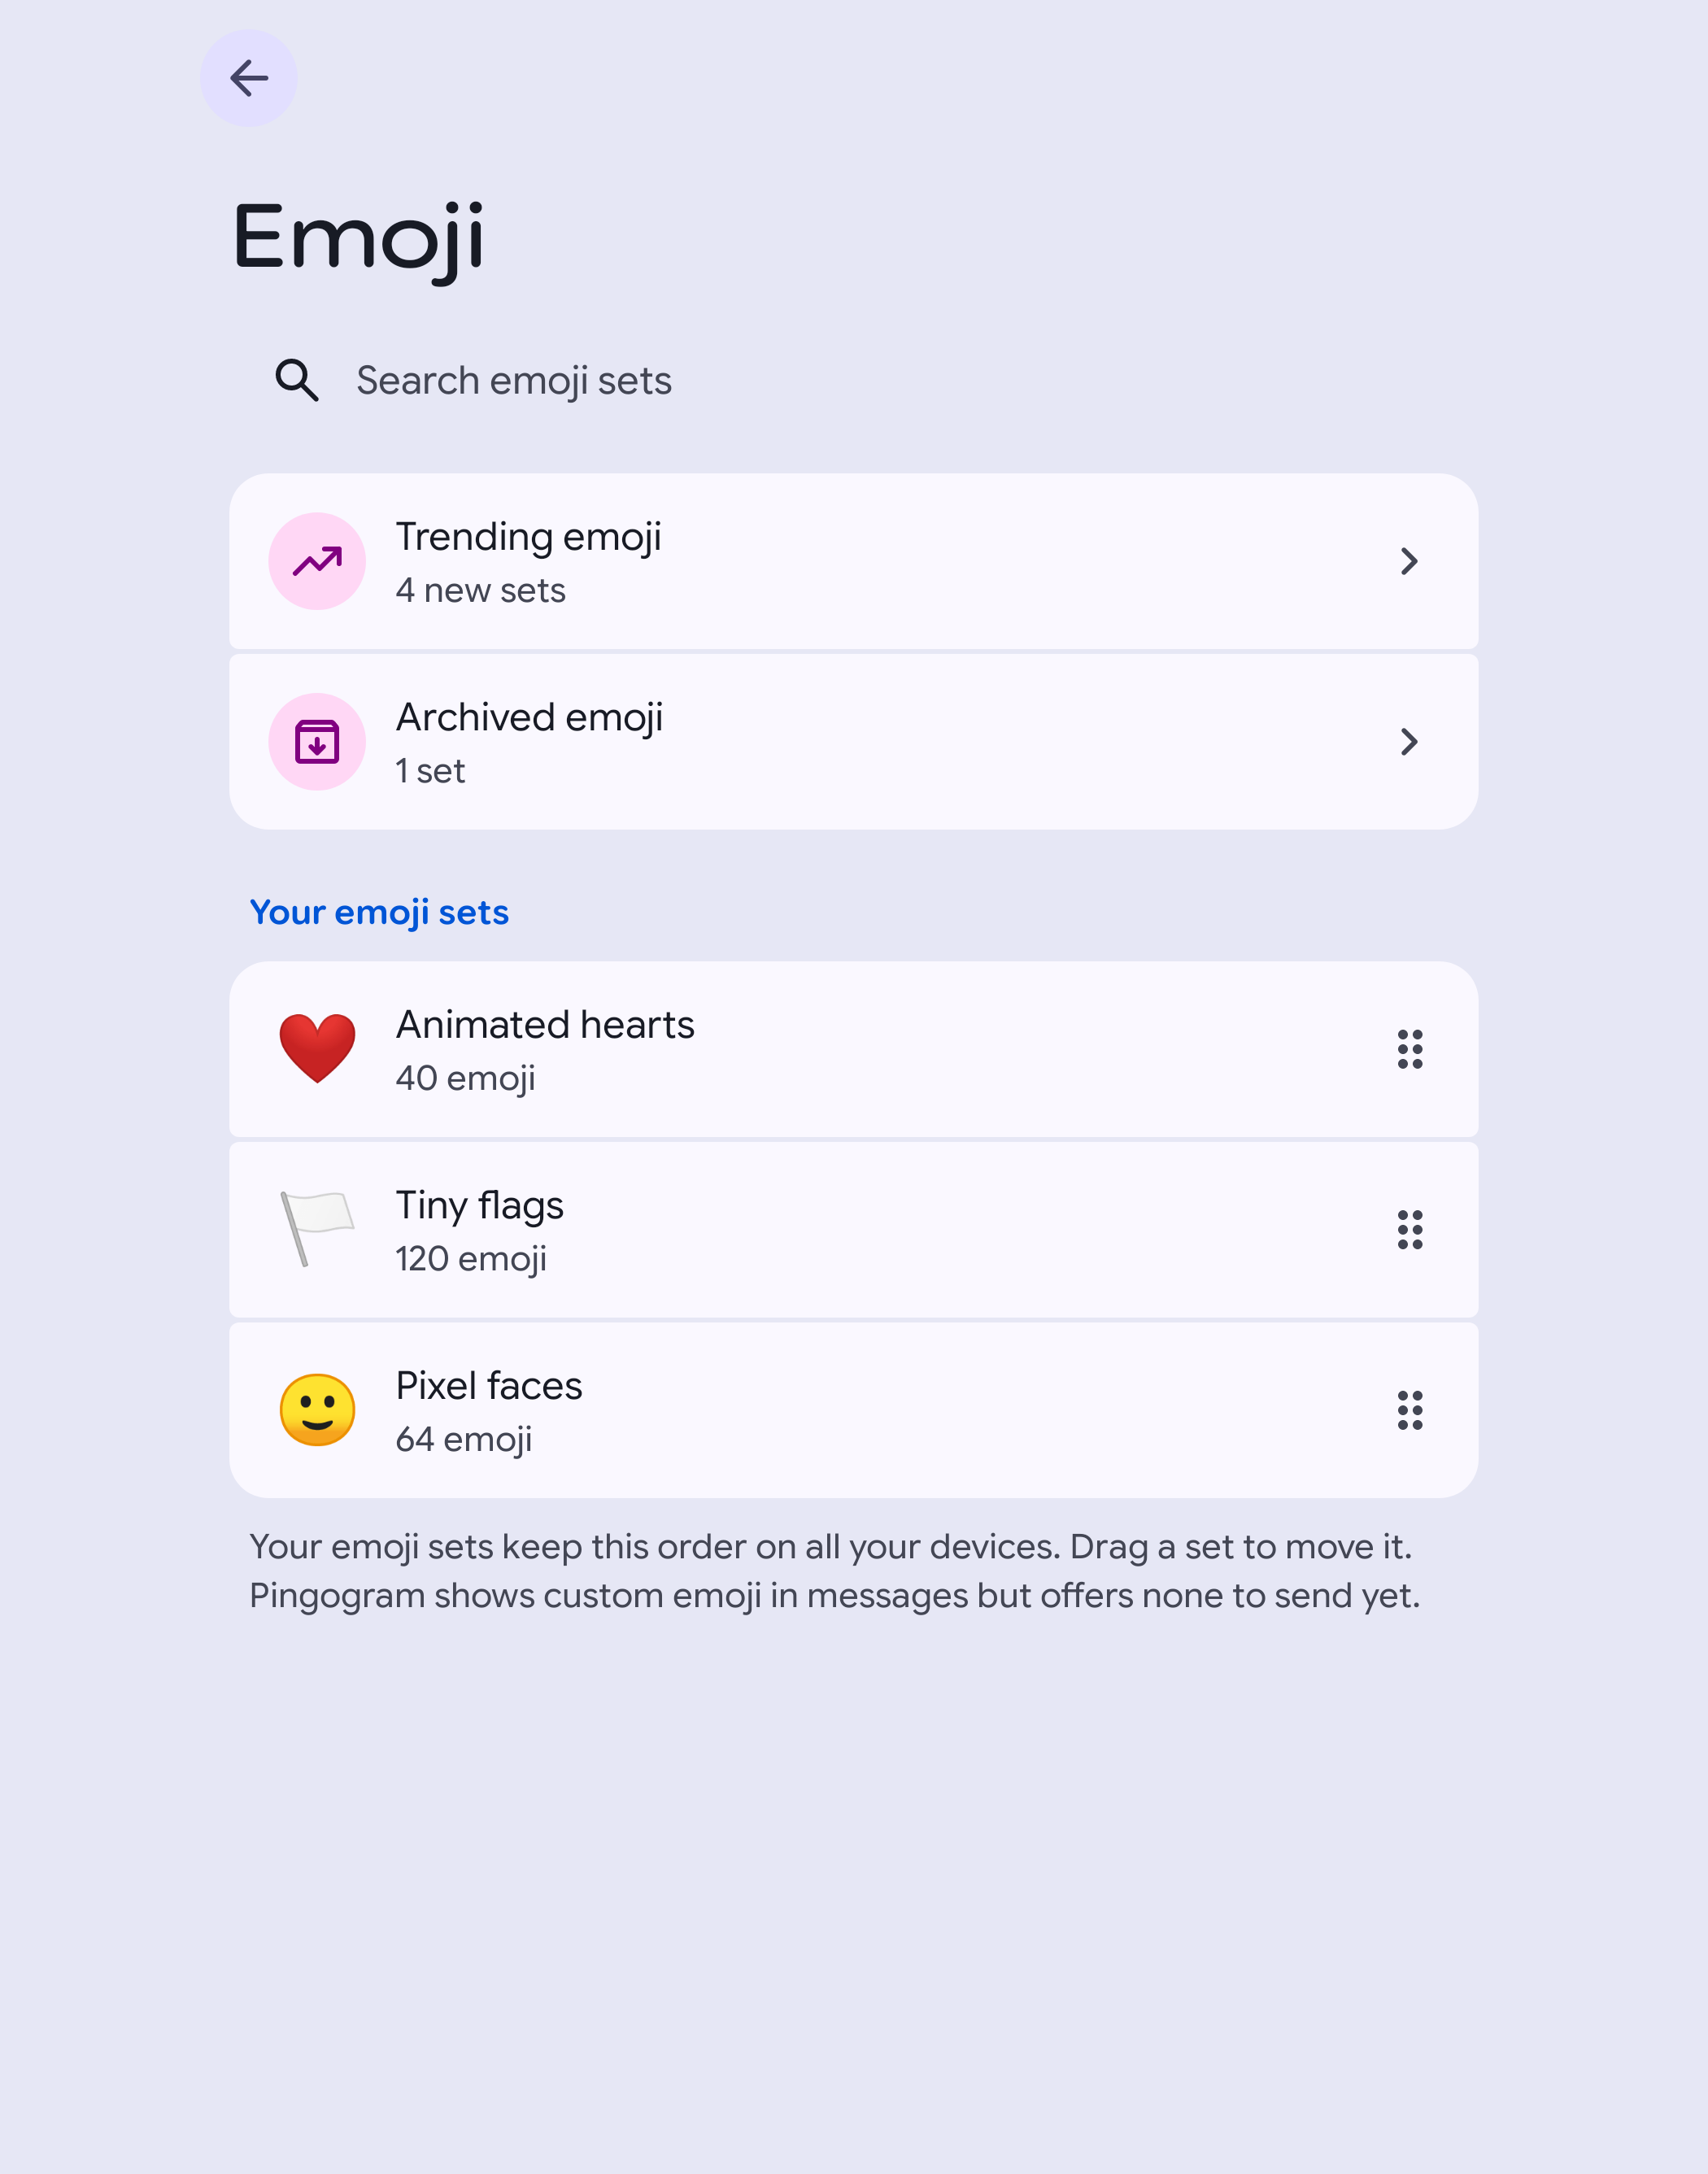 Emoji
Search emoji sets
Trending emoji
4 new sets
Archived emoji
1 set
Your emoji sets
Animated hearts
40 emoji
Tiny flags
120 emoji
Pixel faces
64 emoji
Your emoji sets keep this order on all your devices. Drag a set to move it.
Pingogram shows custom emoji in messages but offers none to send yet.